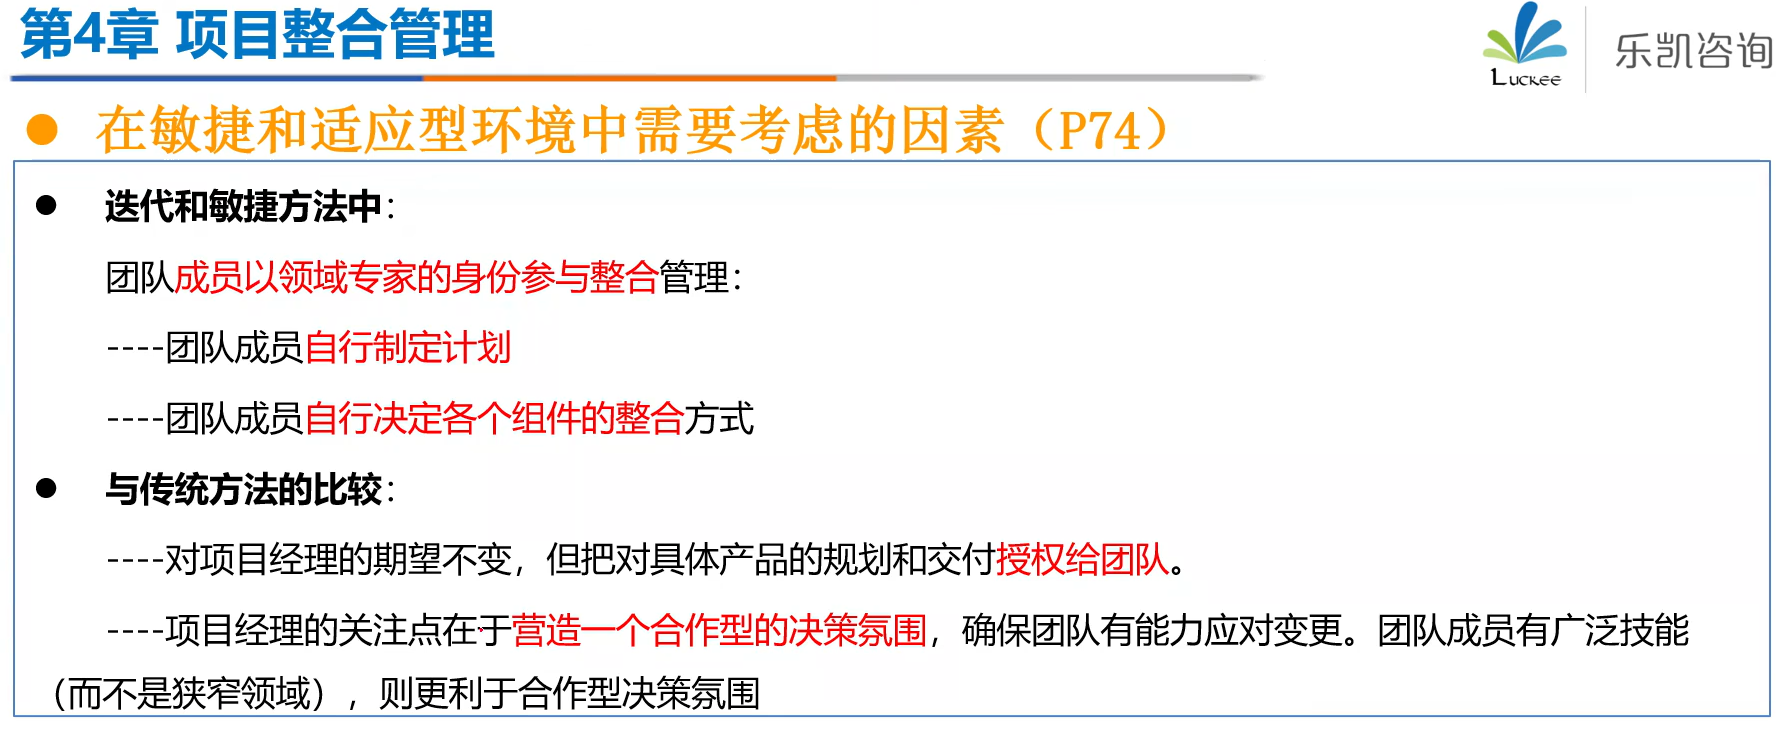 第4章 项目整合管理
Luckee
乐凯咨询
● 在敏捷和适应型环境中需要考虑的因素（P74）
● 迭代和敏捷方法中：
团队成员以领域专家的身份参与整合管理：
----团队成员自行制定计划
----团队成员自行决定各个组件的整合方式
● 与传统方法的比较：
----对项目经理的期望不变，但把对具体产品的规划和交付授权给团队。
----项目经理的关注点在于营造一个合作型的决策氛围，确保团队有能力应对变更。团队成员有广泛技能
（而不是狭窄领域），则更利于合作型决策氛围